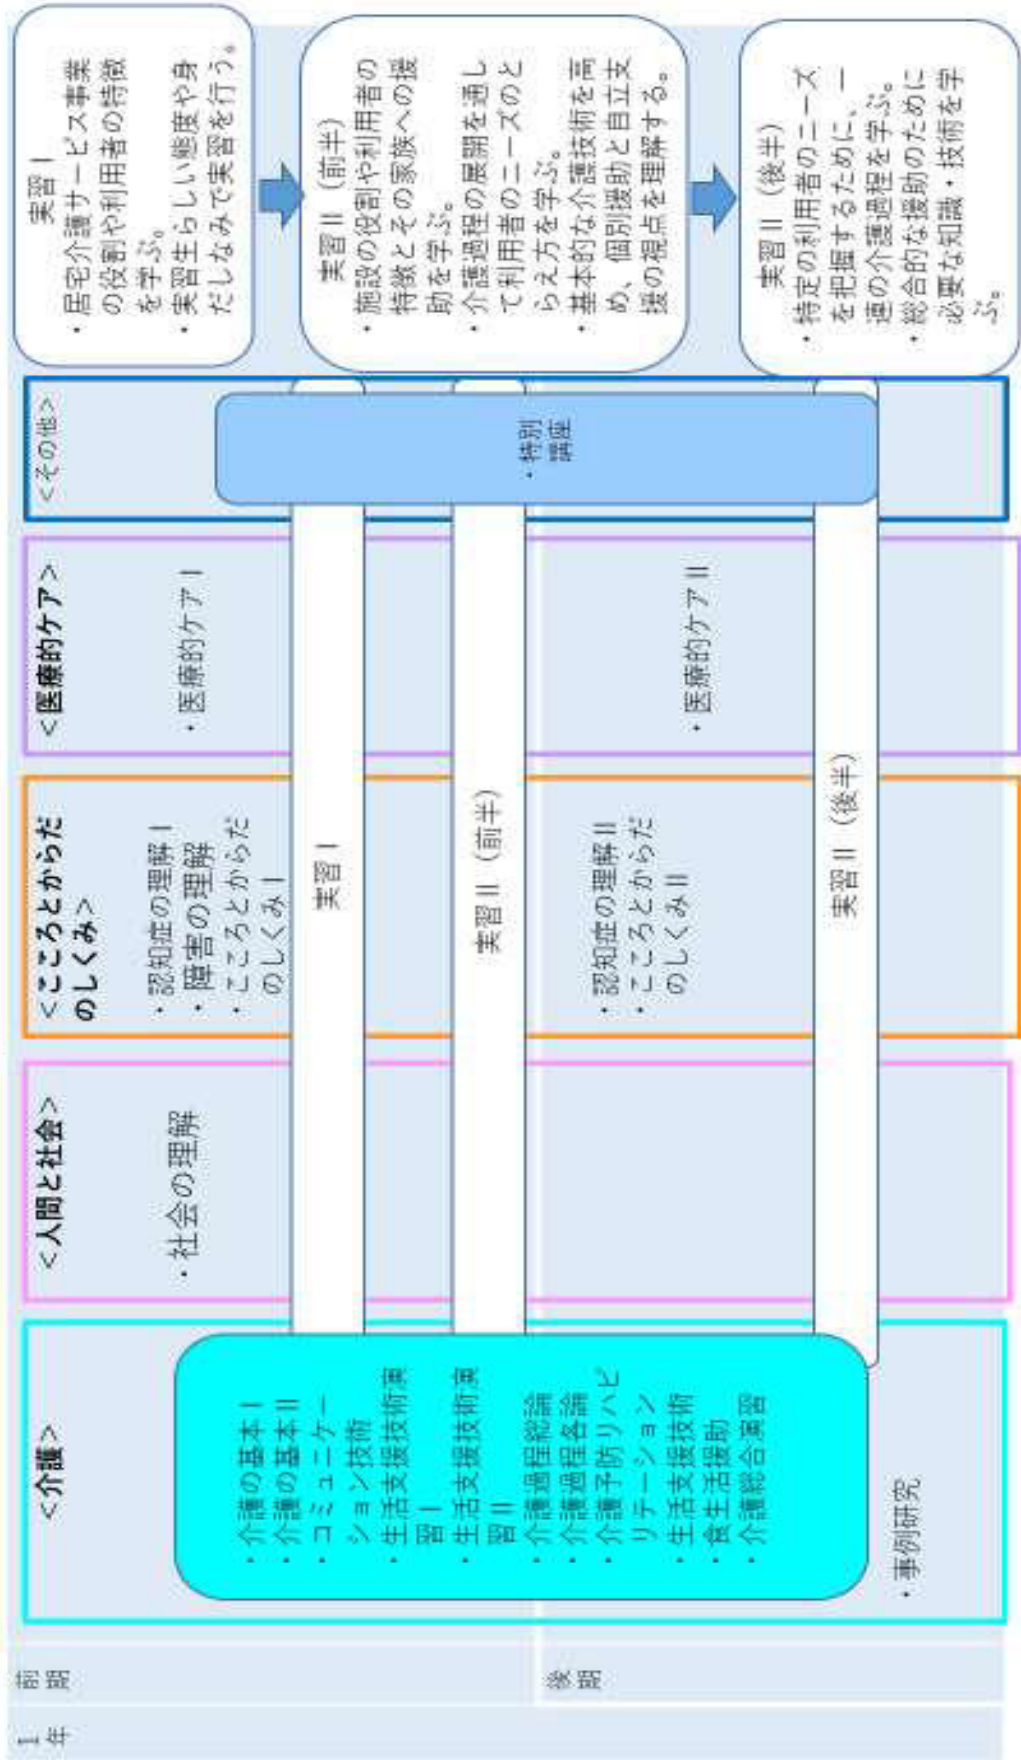 1
年
前
期
後
期
<介護>
・介護の基本Ⅰ
・介護の基本Ⅱ
・コミュニケー
ション技術
・生活支援技術演
習Ⅰ
・生活支援技術演
習Ⅱ
・介護過程総論
・介護過程各論
・介護予防リハビ
リテーション
・生活支援技術
・食生活援助
・介護総合演習
・事例研究
<人間と社会>
・社会の理解
<こころとからだ
のしくみ>
・認知症の理解Ⅰ
・障害の理解
・こころとからだ
のしくみⅠ
・認知症の理解Ⅱ
・こころとからだ
のしくみⅡ
<医療的ケア>
・医療的ケアⅠ
・医療的ケアⅡ
<その他>
・特別
講座
実習Ⅰ
実習Ⅱ（前半）
実習Ⅱ（後半）
実習Ⅰ
・居宅介護サービス事業
の役割や利用者の特徴
を学ぶ。
・実習生らしい態度や身
だしなみで実習を行う。
実習Ⅱ（前半）
・施設の役割や利用者の
特徴とその家族への援
助を学ぶ。
・介護過程の展開を通し
て利用者のニーズのと
らえ方を学ぶ。
・基本的な介護技術を高
め、個別援助と自立支
援の視点を理解する。
実習Ⅱ（後半）
・特定の利用者のニーズ
を把握するために、一
連の介護過程を学ぶ。
・総合的な援助のために
必要な知識・技術を学
ぶ。